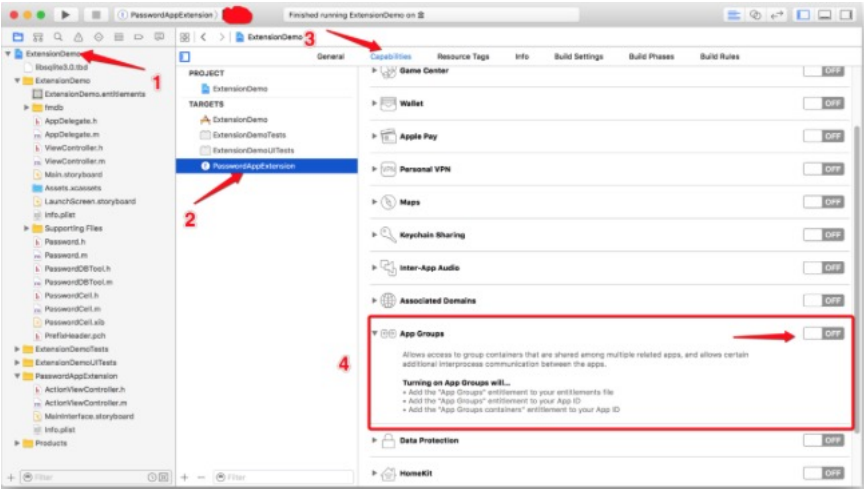 PasswordAppExtension
Finished running ExtensionDemo on
ExtensionDemo
3
General
Capabilities
Resource Tags
Info
Build Settings
Build Phases
Build Rules
ExtensionDemo
libsqlite3.0.tbd
1
ExtensionDemo
ExtensionDemo.entitlements
fmdb
AppDelegate.h
AppDelegate.m
ViewController.h
ViewController.m
Main.storyboard
Assets.xcassets
LaunchScreen.storyboard
Info.plist
Supporting Files
Password.h
Password.m
PasswordDBTool.h
PasswordDBTool.m
PasswordCell.h
PasswordCell.m
PasswordCell.xib
PrefixHeader.pch
ExtensionDemoTests
ExtensionDemoUITests
PasswordAppExtension
ActionViewController.h
ActionViewController.m
MainInterface.storyboard
Info.plist
Products
Filter
PROJECT
ExtensionDemo
TARGETS
ExtensionDemo
ExtensionDemoTests
ExtensionDemoUITests
PasswordAppExtension
2
Filter
Game Center OFF
Wallet OFF
Apple Pay OFF
VPN Personal VPN OFF
Maps OFF
Keychain Sharing OFF
Inter-App Audio OFF
Associated Domains OFF
4
App Groups OFF
Allows access to group containers that are shared among multiple related apps, and allows certain
additional interprocess communication between the apps.
Turning on App Groups will...
• Add the "App Groups" entitlement to your entitlements file
• Add the "App Groups" entitlement to your App ID
• Add the "App Groups containers" entitlement to your App ID
Data Protection OFF
HomeKit OFF